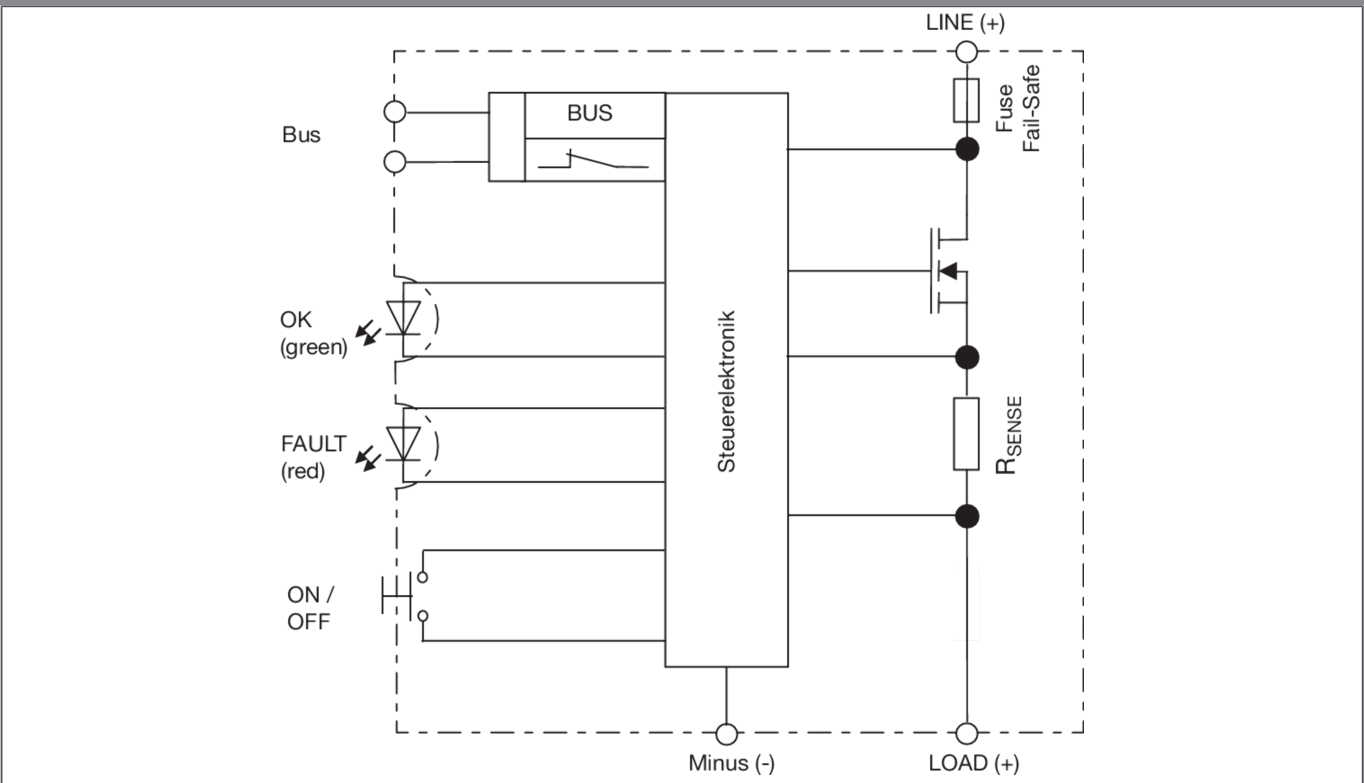 LINE (+)
Fuse
Fail-Safe
Bus
BUS
OK
(green)
Steuerelektronik
FAULT
(red)
RSENSE
ON /
OFF
Minus (-)
LOAD (+)